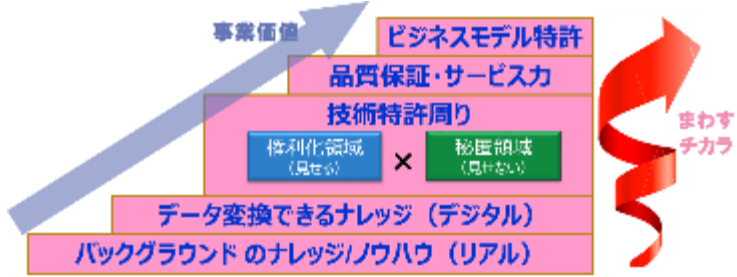 事業価値
ビジネスモデル特許
品質保証・サービス力
技術特許周り
権利化領域
(見せる)
×
秘匿領域
(見せない)
まわす
チカラ
データ変換できるナレッジ（デジタル）
バックグラウンドのナレッジ/ノウハウ（リアル）